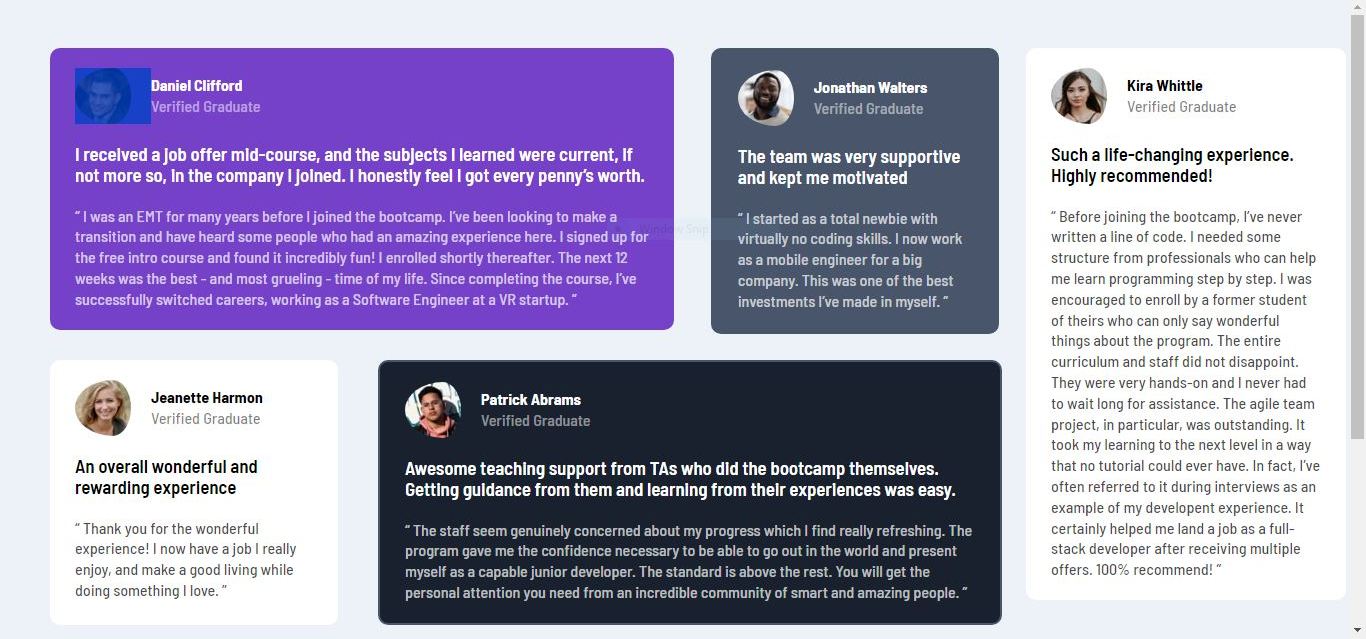 Daniel Clifford
Verified Graduate
I received a job offer mid-course, and the subjects I learned were current, if
not more so, in the company I joined. I honestly feel I got every penny’s worth.
“ I was an EMT for many years before I joined the bootcamp. I’ve been looking to make a
transition and have heard some people who had an amazing experience here. I signed up for
the free intro course and found it incredibly fun! I enrolled shortly thereafter. The next 12
weeks was the best - and most grueling - time of my life. Since completing the course, I’ve
successfully switched careers, working as a Software Engineer at a VR startup. ”
Jonathan Walters
Verified Graduate
The team was very supportive
and kept me motivated
“ I started as a total newbie with
virtually no coding skills. I now work
as a mobile engineer for a big
company. This was one of the best
investments I’ve made in myself. ”
Window Snip
Kira Whittle
Verified Graduate
Such a life-changing experience.
Highly recommended!
“ Before joining the bootcamp, I’ve never
written a line of code. I needed some
structure from professionals who can help
me learn programming step by step. I was
encouraged to enroll by a former student
of theirs who can only say wonderful
things about the program. The entire
curriculum and staff did not disappoint.
They were very hands-on and I never had
to wait long for assistance. The agile team
project, in particular, was outstanding. It
took my learning to the next level in a way
that no tutorial could ever have. In fact, I’ve
often referred to it during interviews as an
example of my developent experience. It
certainly helped me land a job as a full-
stack developer after receiving multiple
offers. 100% recommend! ”
Jeanette Harmon
Verified Graduate
An overall wonderful and
rewarding experience
“ Thank you for the wonderful
experience! I now have a job I really
enjoy, and make a good living while
doing something I love. ”
Patrick Abrams
Verified Graduate
Awesome teaching support from TAs who did the bootcamp themselves.
Getting guidance from them and learning from their experiences was easy.
“ The staff seem genuinely concerned about my progress which I find really refreshing. The
program gave me the confidence necessary to be able to go out in the world and present
myself as a capable junior developer. The standard is above the rest. You will get the
personal attention you need from an incredible community of smart and amazing people. ”